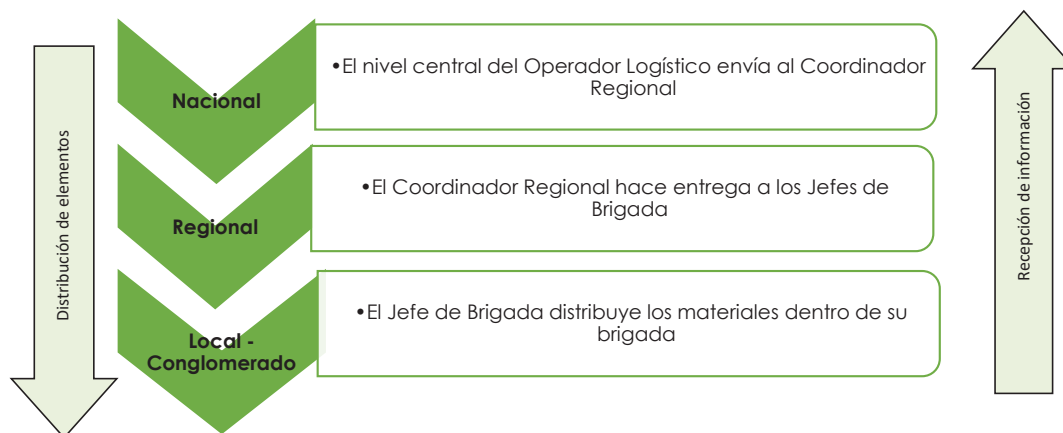 Distribución de elementos
Nacional
•El nivel central del Operador Logístico envía al Coordinador
Regional
Regional
•El Coordinador Regional hace entrega a los Jefes de
Brigada
Local -
Conglomerado
•El Jefe de Brigada distribuye los materiales dentro de su
brigada
Recepción de información